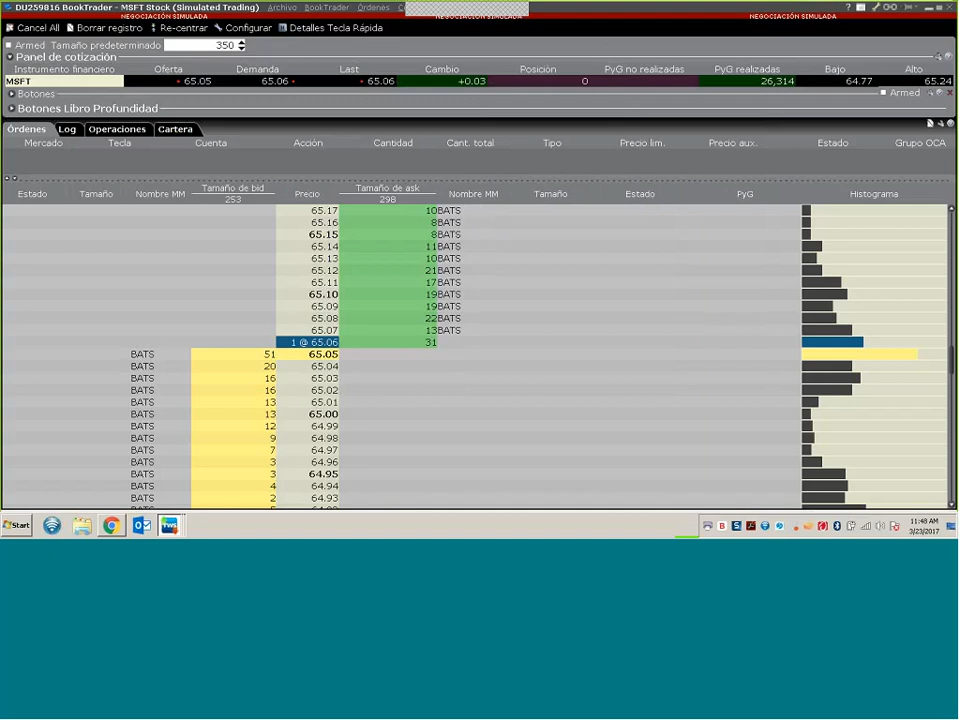 DU259816 BookTrader - MSFT Stock (Simulated Trading) Archivo BookTrader Órdenes
NEGOCIACIÓN SIMULADA NEGOCIACIÓN SIMULADA NEGOCIACIÓN SIMULADA
Cancel All Borrar registro Re-centrar Configurar Detalles Tecla Rápida
Armed Tamaño predeterminado 350
Panel de cotización
Instrumento financiero Oferta Demanda Last Cambio Posición PyG no realizadas PyG realizadas Bajo Alto
MSFT 65.05 65.06 65.06 +0.03 0 26,314 64.77 65.24
Botones Armed
Botones Libro Profundidad
Órdenes Log Operaciones Cartera
Mercado Tecla Cuenta Acción Cantidad Cant. total Tipo Precio lim. Precio aux. Estado Grupo OCA
Estado Tamaño Nombre MM Tamaño de bid Precio Tamaño de ask Nombre MM Tamaño Estado PyG Histograma
253 298
65.17 10 BATS
65.16 8 BATS
65.15 8 BATS
65.14 11 BATS
65.13 10 BATS
65.12 21 BATS
65.11 17 BATS
65.10 19 BATS
65.09 19 BATS
65.08 22 BATS
65.07 13 BATS
1 @ 65.06 31
BATS 51 65.05
BATS 20 65.04
BATS 16 65.03
BATS 16 65.02
BATS 13 65.01
BATS 13 65.00
BATS 12 64.99
BATS 9 64.98
BATS 7 64.97
BATS 3 64.96
BATS 3 64.95
BATS 4 64.94
BATS 2 64.93
Start 11:48 AM
3/23/2017